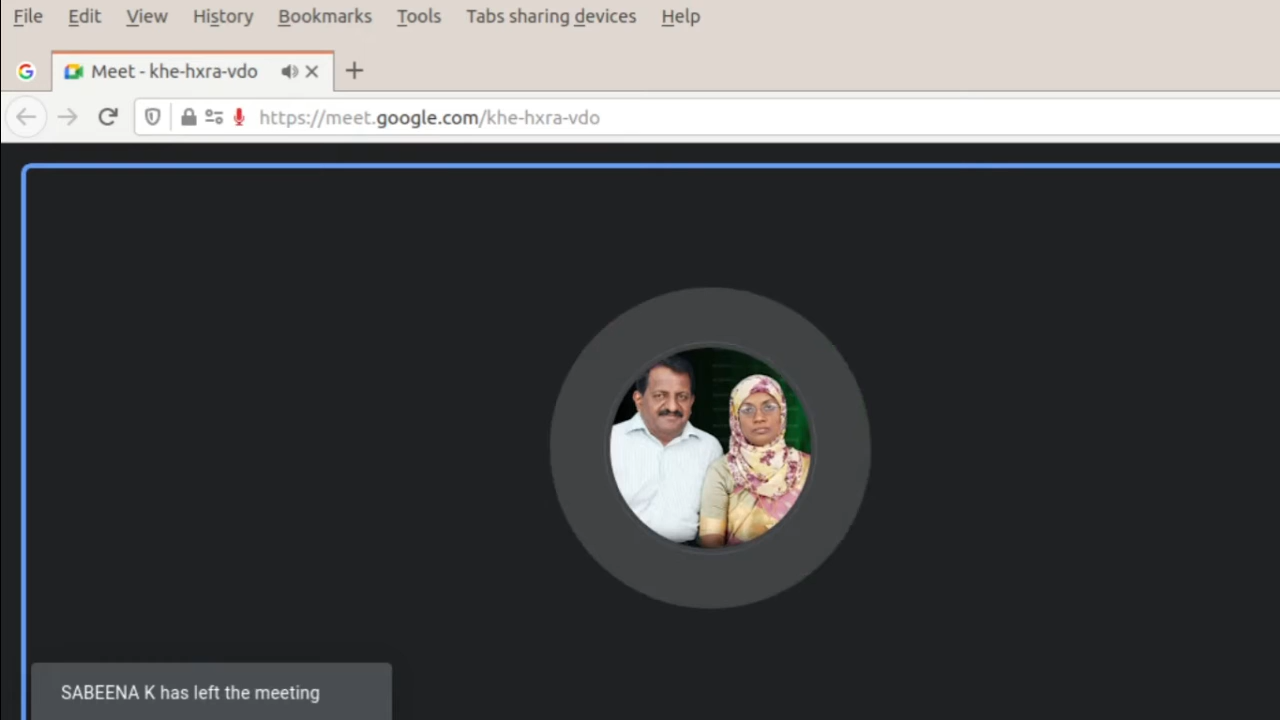 File Edit View History Bookmarks Tools Tabs sharing devices Help
Meet - khe-hxra-vdo
https://meet.google.com/khe-hxra-vdo
SABEENA K has left the meeting